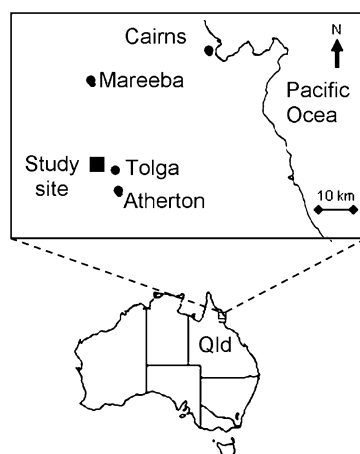 Cairns
N
Mareeba
Pacific
Ocea
Study
site
Tolga
Atherton
10 km
Qld